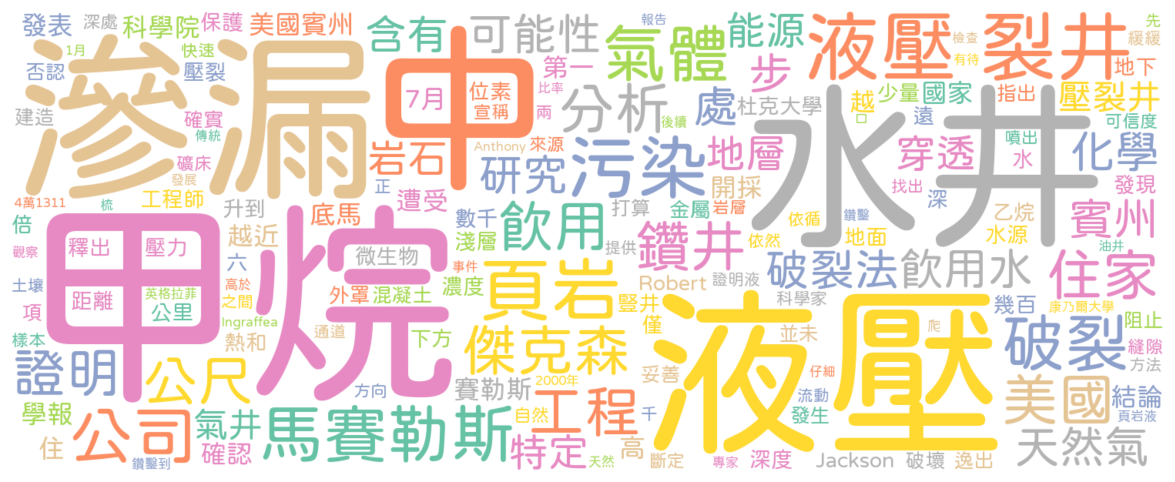 發表 深處 科學院 保護 美國賓州 含有 可能性 氣體 能源 液壓 裂井 報告 檢查 先 緩緩
1月 快速 否認 壓裂 滲漏 中 7月 位素 宣稱 第一 比率 兩 步 有待 地下
建造 確實 傳統 分析 後續 處 杜克大學 越 口 少量 國家 遠 指出 壓裂井 可信度
礦床 發展 岩石 Anthony 來源 研究 污染 地層 水井 穿透 噴出 水 化學
4萬1311 梳 工程師 正 遭受 開採 找出 深 發現
倍 升到 底馬 數千 飲用 打算 金屬 岩層 依循 鑽鑿 乙烷 賓州
觀察 甲烷 釋出 壓力 越近 微生物 淺層 提供 鑽井 依然 地面 水源 油井
土壤 距離 英格拉菲 六 高於 外罩 混凝土 濃度 事件 頁岩 Robert 證明液 破裂法 飲用水 住家
項 公里 之間 Ingraffea 豎井 科學家 幾百 康乃爾大學
樣本 熱和 通道 下方 傑克森 僅 並未 液壓 爬 破裂 阻止 縫隙
證明 公尺 方向 賽勒斯 2000年 妥善 仔細 方法
學報 公司 氣井 馬賽勒斯 自然 工程 千 流動 發生 美國 結論 頁岩液
住 確認 鑽鑿到 特定 天然 高 斷定 專家 深度 Jackson 破壞 逸出 天然氣